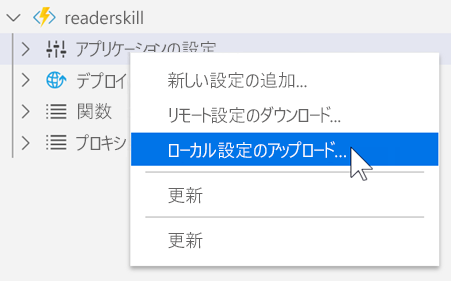 readerskill
アプリケーションの設定
デプロイ
関数
プロキシ
新しい設定の追加...
リモート設定のダウンロード...
ローカル設定のアップロード...
更新
更新